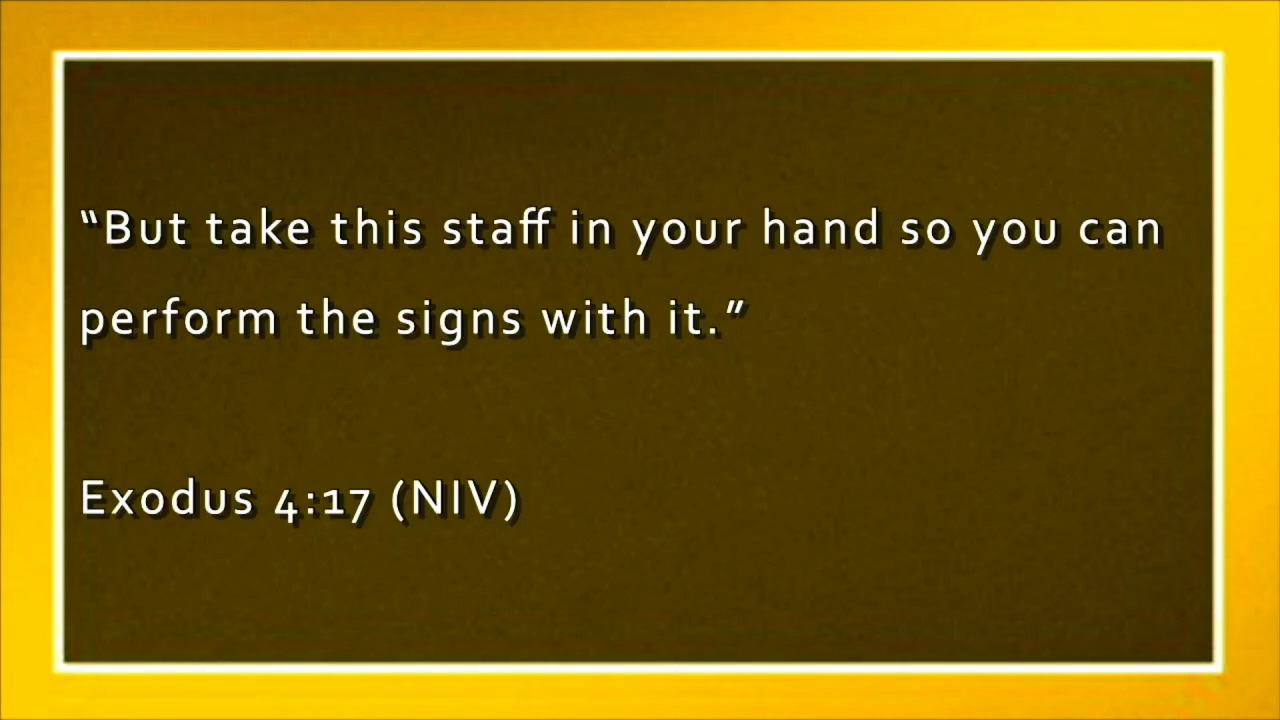 “But take this staff in your hand so you can
perform the signs with it.”
Exodus 4:17 (NIV)